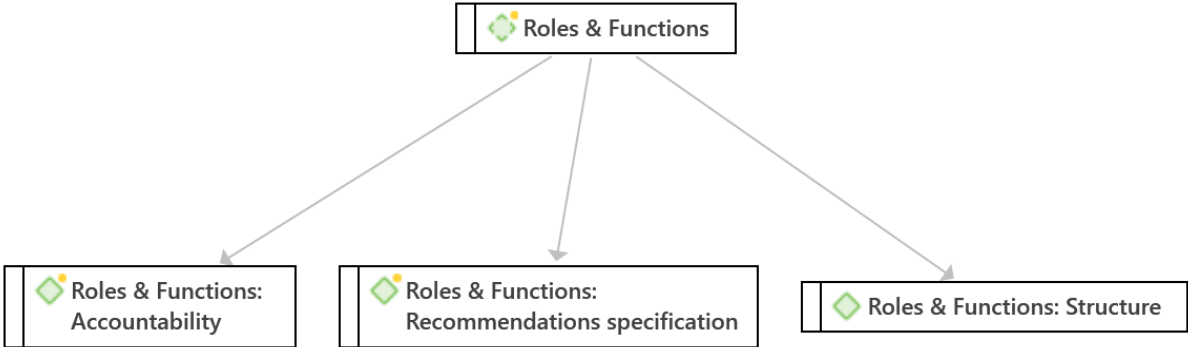 Roles & Functions
Roles & Functions:
Accountability
Roles & Functions:
Recommendations specification
Roles & Functions: Structure